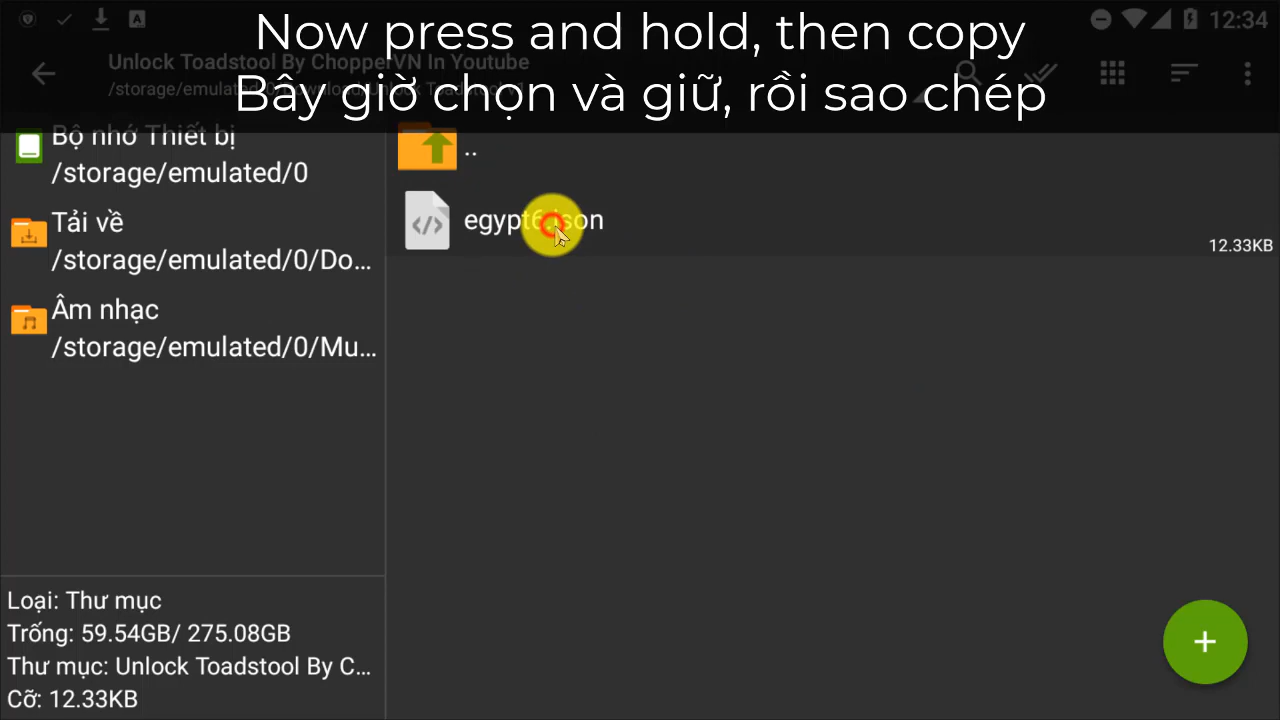 Now press and hold, then copy
Bây giờ chọn và giữ, rồi sao chép
12:34
Unlock Toadstool By ChopperVN In Youtube
Bộ nhớ Thiết bị
/storage/emulated/0
Tải về
/storage/emulated/0/Do...
Âm nhạc
/storage/emulated/0/Mu...
..
egypt6.json
12.33KB
Loại: Thư mục
Trống: 59.54GB/ 275.08GB
Thư mục: Unlock Toadstool By C...
Cỡ: 12.33KB